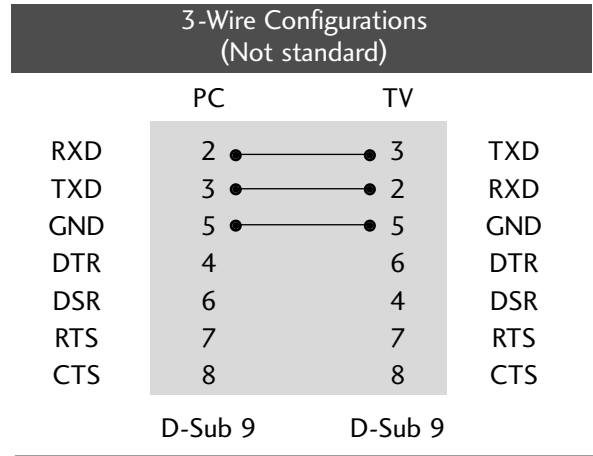 3-Wire Configurations
(Not standard)
PC TV
RXD 2 3 TXD
TXD 3 2 RXD
GND 5 5 GND
DTR 4 6 DTR
DSR 6 4 DSR
RTS 7 7 RTS
CTS 8 8 CTS
D-Sub 9 D-Sub 9